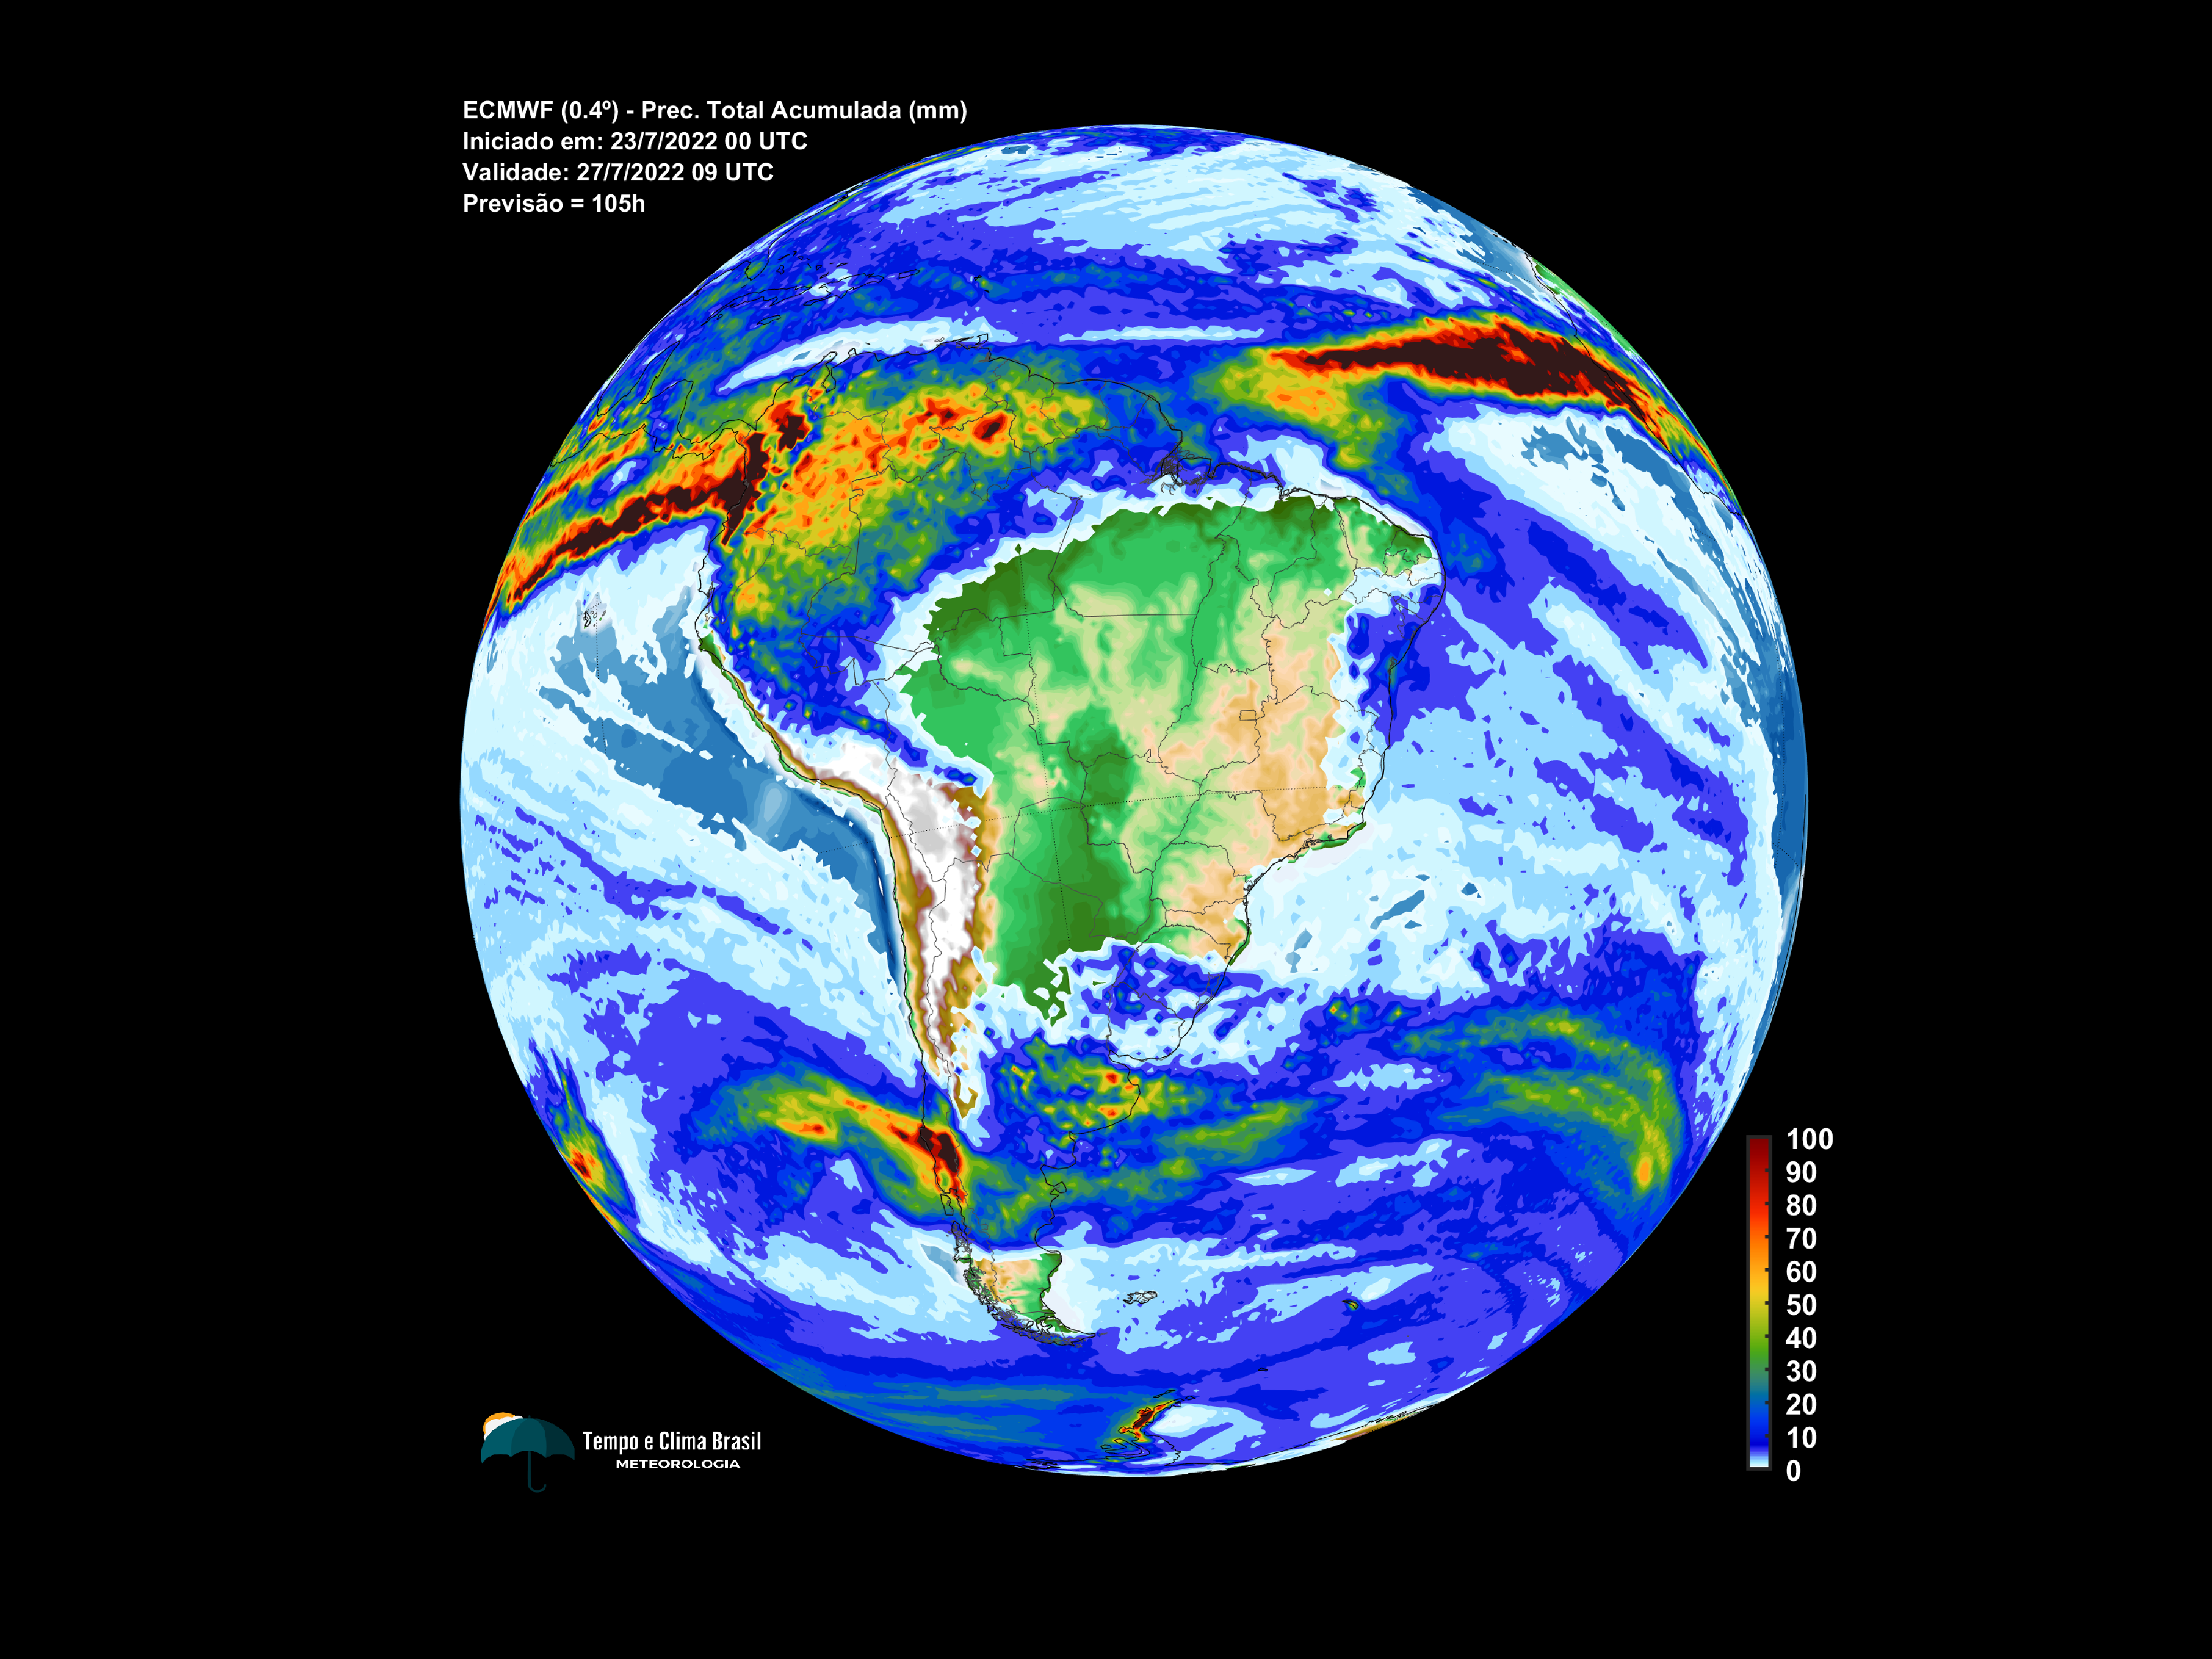 ECMWF (0.4º) - Prec. Total Acumulada (mm)
Iniciado em: 23/7/2022 00 UTC
Validade: 27/7/2022 09 UTC
Previsão = 105h
100
90
80
70
60
50
40
30
20
10
0
Tempo e Clima Brasil
METEOROLOGIA